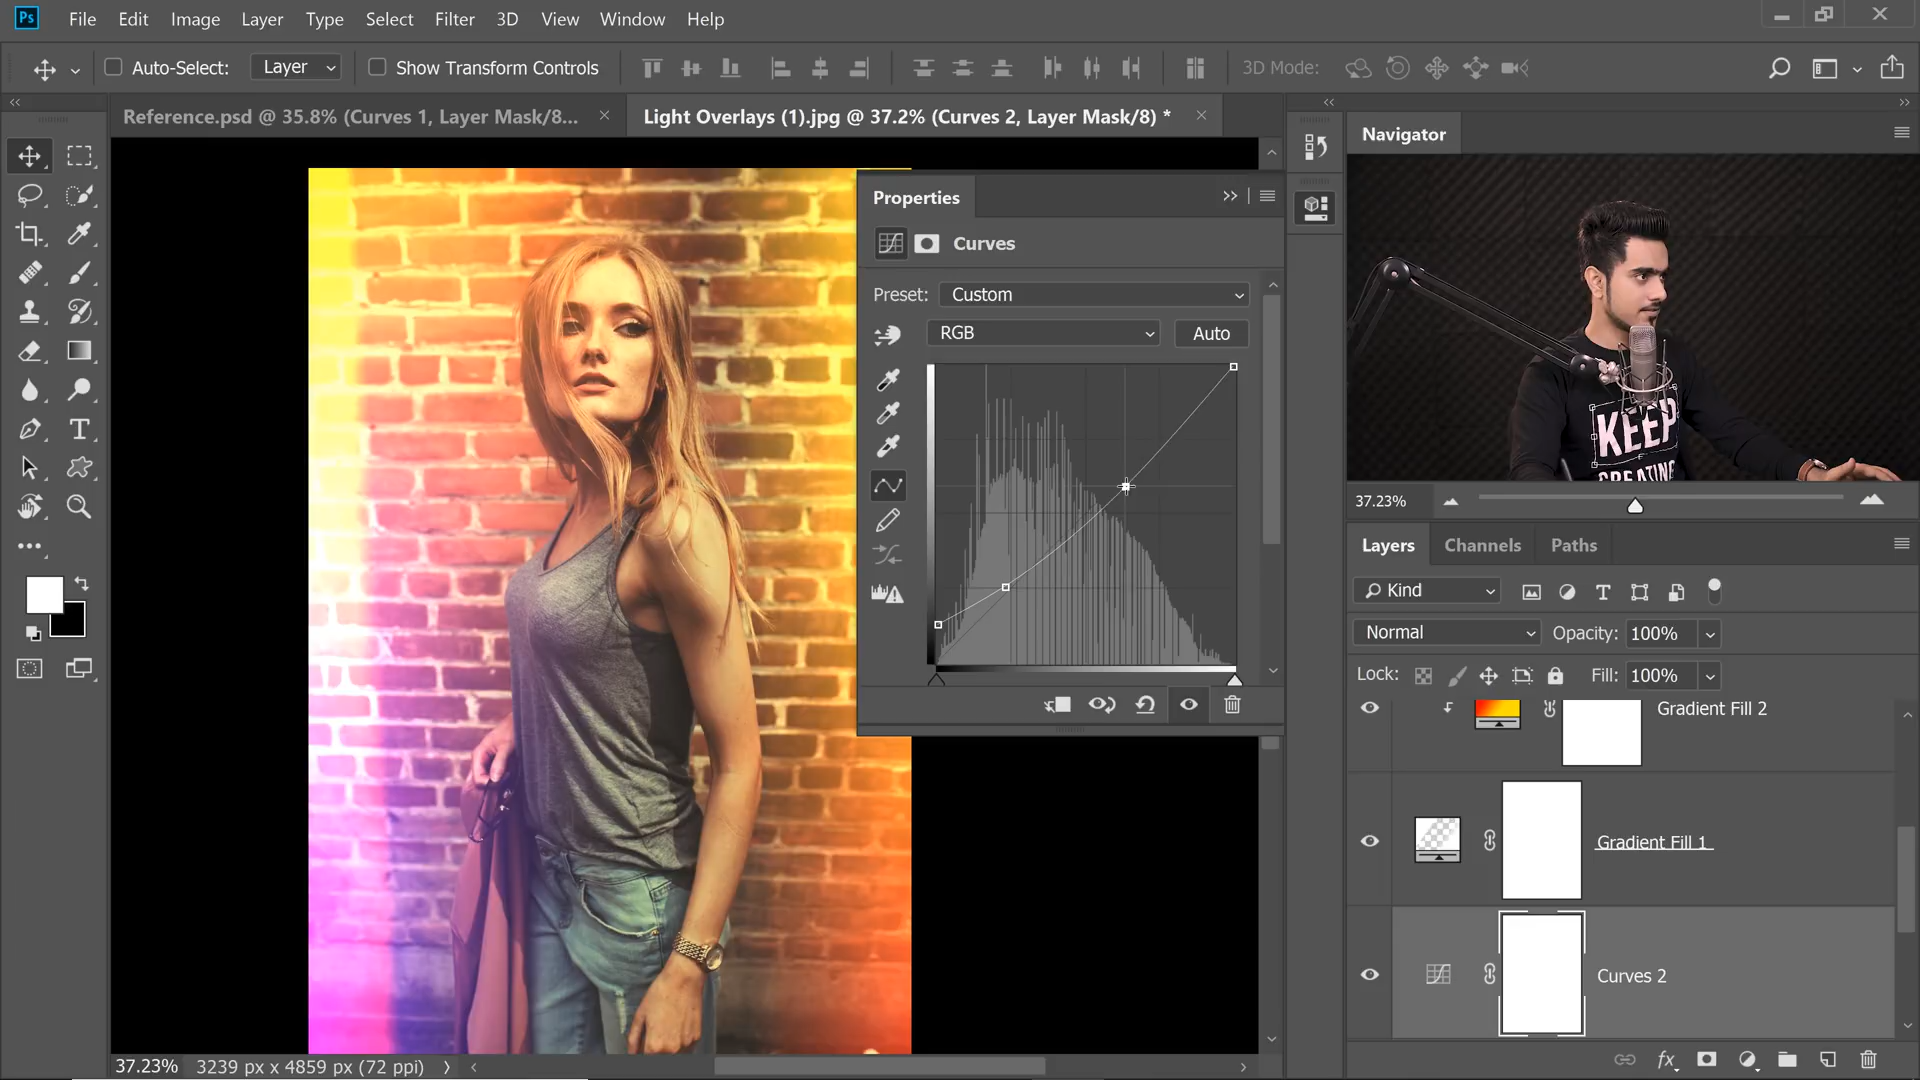 Ps File Edit Image Layer Type Select Filter 3D View Window Help
Auto-Select: Layer Show Transform Controls 3D Mode:
Reference.psd @ 35.8% (Curves 1, Layer Mask/8... Light Overlays (1).jpg @ 37.2% (Curves 2, Layer Mask/8) *
Properties
Curves
Preset: Custom
RGB Auto
Navigator
KEEP
CREATING
37.23%
Layers Channels Paths
Kind
Normal Opacity: 100%
Lock: Fill: 100%
Gradient Fill 2
Gradient Fill 1
Curves 2
fx
37.23% 3239 px x 4859 px (72 ppi)